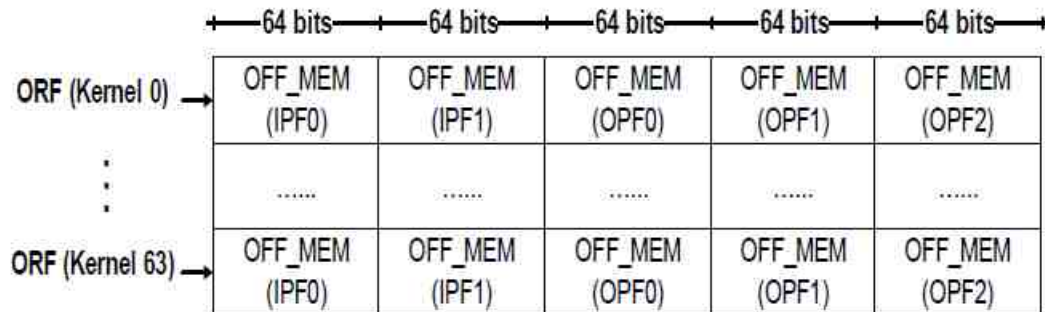 64 bits 64 bits 64 bits 64 bits 64 bits
ORF (Kernel 0) OFF_MEM OFF_MEM OFF_MEM OFF_MEM OFF_MEM
(IPF0) (IPF1) (OPF0) (OPF1) (OPF2)
...... ...... ...... ...... ......
ORF (Kernel 63) OFF_MEM OFF_MEM OFF_MEM OFF_MEM OFF_MEM
(IPF0) (IPF1) (OPF0) (OPF1) (OPF2)